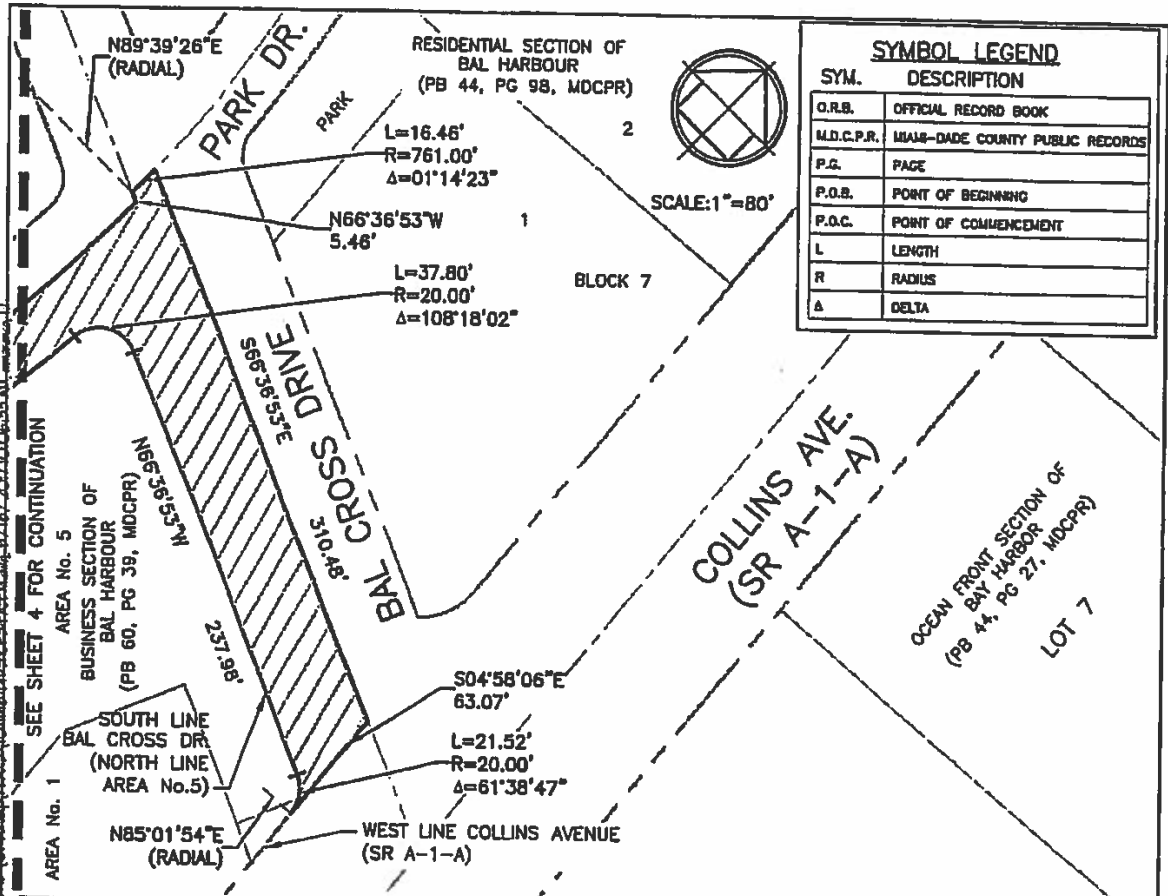 N89°39'26"E
(RADIAL)
PARK DR.
PARK
RESIDENTIAL SECTION OF
BAL HARBOUR
(PB 44, PG 98, MDCPR)
2
L=16.46'
R=761.00'
Δ=01°14'23"
N66°36'53"W
5.46'
1
SCALE:1"=80'
L=37.80'
R=20.00'
Δ=108°18'02"
BLOCK 7
SYMBOL LEGEND
SYM. DESCRIPTION
O.R.B. OFFICIAL RECORD BOOK
M.D.C.P.R. MIAMI-DADE COUNTY PUBLIC RECORDS
P.G. PAGE
P.O.B. POINT OF BEGINNING
P.O.C. POINT OF COMMENCEMENT
L LENGTH
R RADIUS
Δ DELTA
S66°36'53"E
310.48'
BAL CROSS DRIVE
N66°36'53"W
237.98'
SEE SHEET 4 FOR CONTINUATION
AREA No. 5
BUSINESS SECTION OF
BAL HARBOUR
(PB 60, PG 39, MDCPR)
COLLINS AVE.
(SR A-1-A)
OCEAN FRONT SECTION OF
BAY HARBOR
(PB 44, PG 27, MDCPR)
LOT 7
SOUTH LINE
BAL CROSS DR.
(NORTH LINE
AREA No.5)
S04°58'06"E
63.07'
L=21.52'
R=20.00'
Δ=61°38'47"
AREA No. 1
N85°01'54"E
(RADIAL)
WEST LINE COLLINS AVENUE
(SR A-1-A)